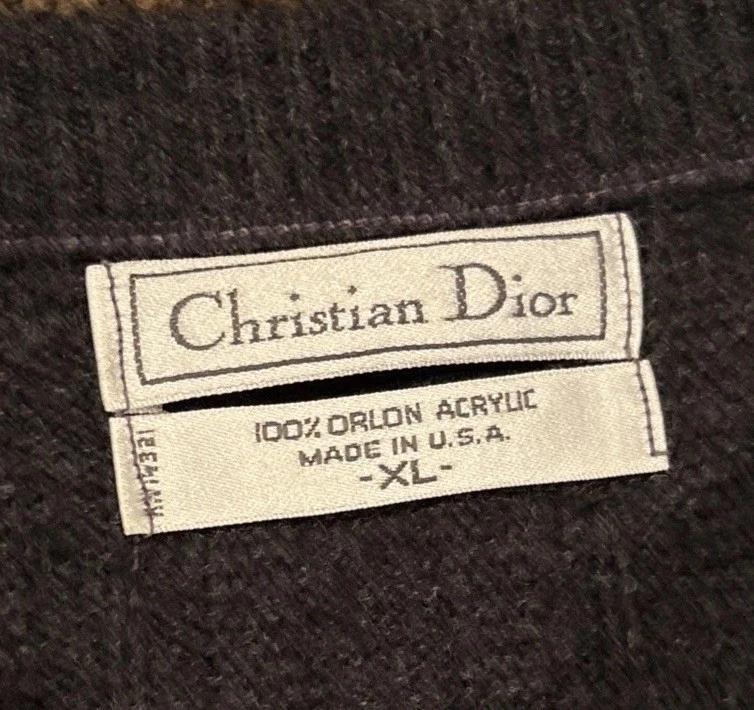 Christian Dior
100% ORLON ACRYLIC
MADE IN U.S.A.
-XL-